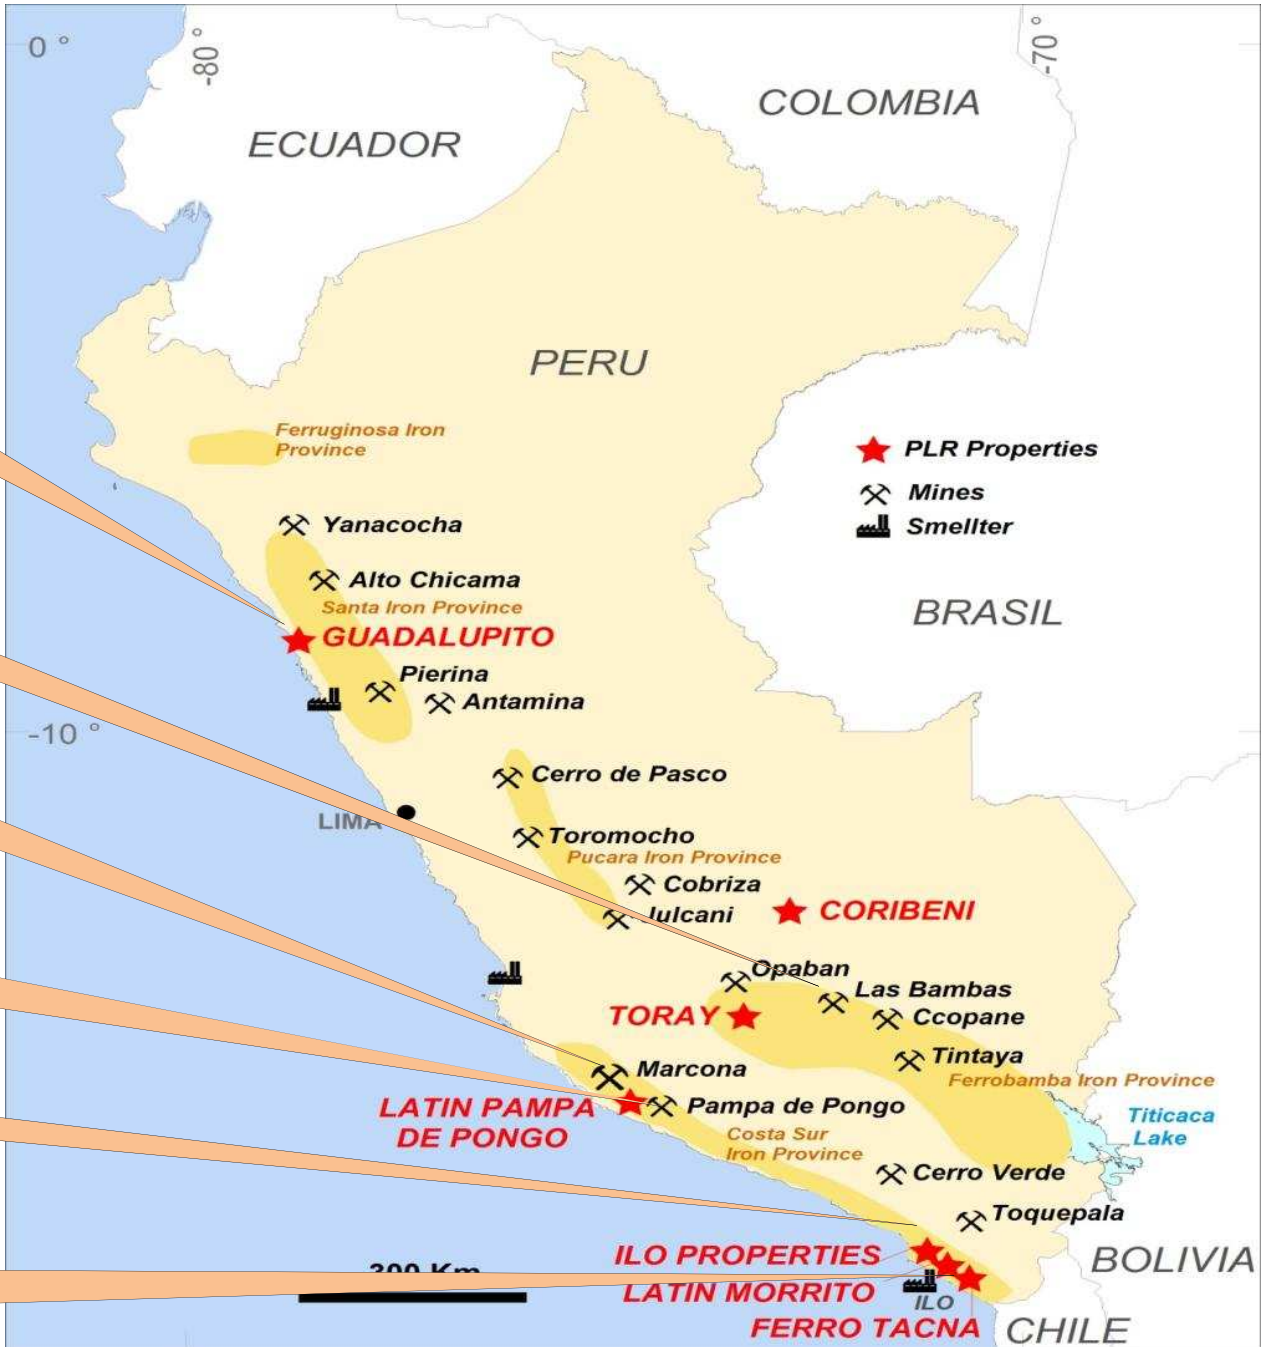 0 °
-80°
-70°
COLOMBIA
ECUADOR
PERU
Ferruginosa Iron
Province
PLR Properties
Mines
Smellter
Yanacocha
Alto Chicama
Santa Iron Province
GUADALUPITO
BRASIL
Pierina
Antamina
-10 °
Cerro de Pasco
LIMA
Toromocho
Pucara Iron Province
Cobriza
Julcani
CORIBENI
Opaban
Las Bambas
TORAY
Ccopane
Tintaya
Marcona
Ferrobamba Iron Province
LATIN PAMPA
DE PONGO
Pampa de Pongo
Titicaca
Lake
Costa Sur
Iron Province
Cerro Verde
Toquepala
ILO PROPERTIES
BOLIVIA
300 Km
LATIN MORRITO
ILO
FERRO TACNA
CHILE